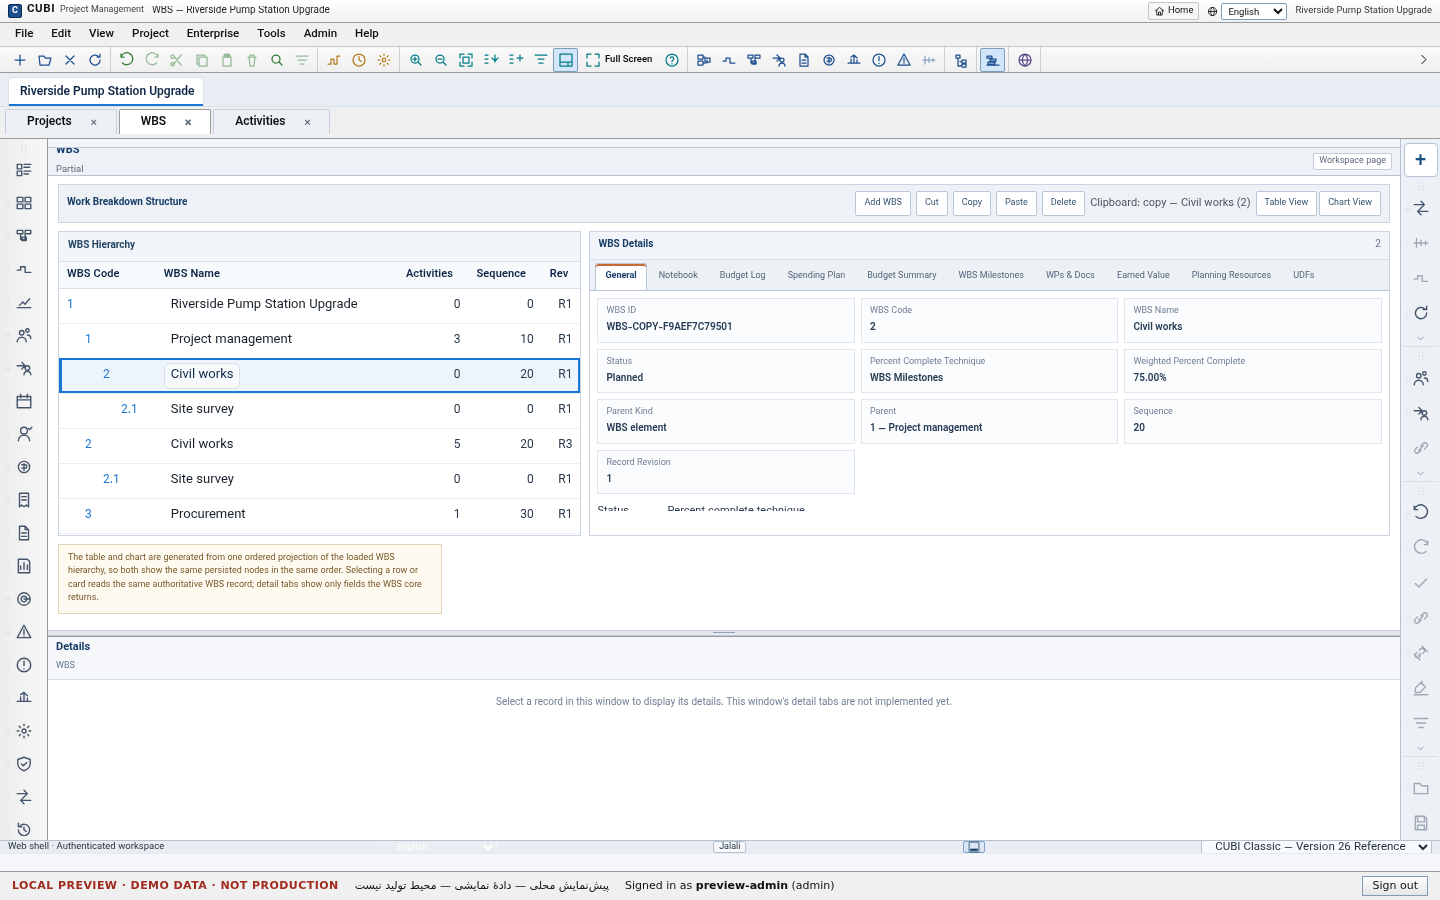 CUBI Project Management WBS — Riverside Pump Station Upgrade Home English Riverside Pump Station Upgrade
File Edit View Project Enterprise Tools Admin Help
Full Screen
Riverside Pump Station Upgrade
Projects × WBS × Activities ×
WBS
Partial Workspace page
Work Breakdown Structure Add WBS Cut Copy Paste Delete Clipboard: copy — Civil works (2) Table View Chart View
WBS Hierarchy
WBS Code WBS Name Activities Sequence Rev
1 Riverside Pump Station Upgrade 0 0 R1
1 Project management 3 10 R1
2 Civil works 0 20 R1
2.1 Site survey 0 0 R1
2 Civil works 5 20 R3
2.1 Site survey 0 0 R1
3 Procurement 1 30 R1
WBS Details 2
General Notebook Budget Log Spending Plan Budget Summary WBS Milestones WPs & Docs Earned Value Planning Resources UDFs
WBS ID WBS Code WBS Name
WBS-COPY-F9AEF7C79501 2 Civil works
Status Percent Complete Technique Weighted Percent Complete
Planned WBS Milestones 75.00%
Parent Kind Parent Sequence
WBS element 1 — Project management 20
Record Revision
1
Status Percent complete technique
The table and chart are generated from one ordered projection of the loaded WBS
hierarchy, so both show the same persisted nodes in the same order. Selecting a row or
card reads the same authoritative WBS record; detail tabs show only fields the WBS core
returns.
Details
WBS
Select a record in this window to display its details. This window's detail tabs are not implemented yet.
Web shell · Authenticated workspace English Jalali CUBI Classic — Version 26 Reference
LOCAL PREVIEW · DEMO DATA · NOT PRODUCTION پیش‌نمایش محلی — دادهٔ نمایشی — محیط تولید نیست Signed in as preview-admin (admin) Sign out